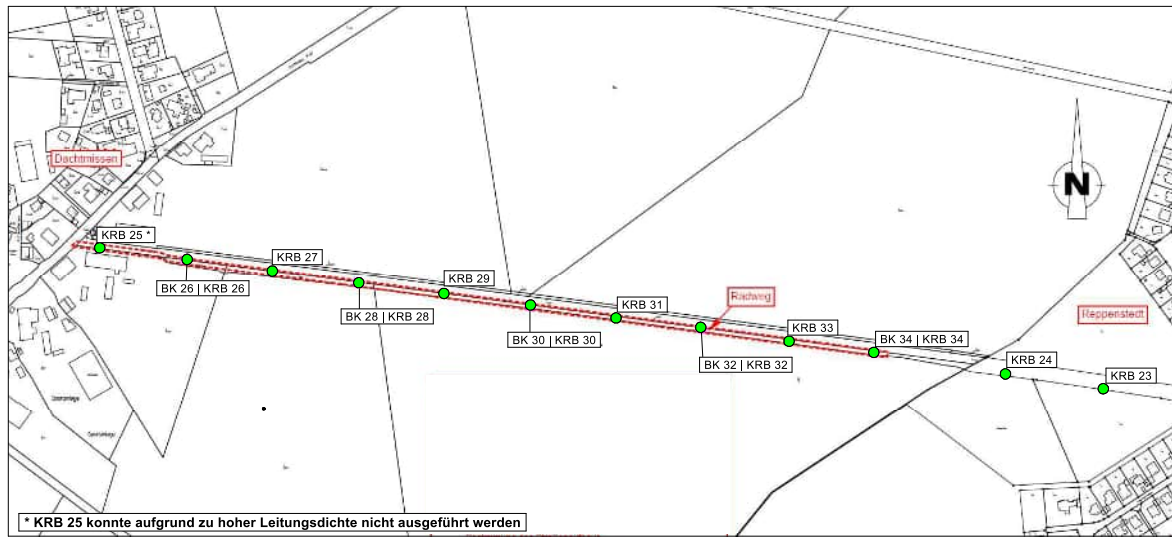 Dachtmissen
N
KRB 25 *
BK 26 | KRB 26
KRB 27
BK 28 | KRB 28
KRB 29
BK 30 | KRB 30
KRB 31
Radweg
BK 32 | KRB 32
KRB 33
BK 34 | KRB 34
Reppenstedt
KRB 24
KRB 23
* KRB 25 konnte aufgrund zu hoher Leitungsdichte nicht ausgeführt werden